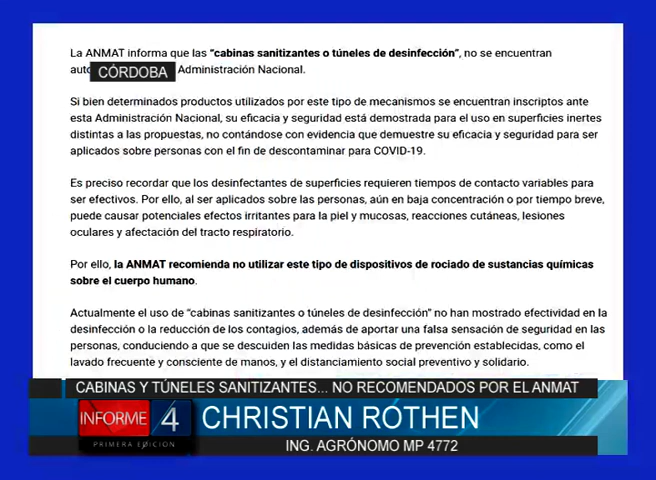 La ANMAT informa que las "cabinas sanitizantes o túneles de desinfección", no se encuentran
auto CÓRDOBA Administración Nacional.
Si bien determinados productos utilizados por este tipo de mecanismos se encuentran inscriptos ante
esta Administración Nacional, su eficacia y seguridad está demostrada para el uso en superficies inertes
distintas a las propuestas, no contándose con evidencia que demuestre su eficacia y seguridad para ser
aplicados sobre personas con el fin de descontaminar para COVID-19.
Es preciso recordar que los desinfectantes de superficies requieren tiempos de contacto variables para
ser efectivos. Por ello, al ser aplicados sobre las personas, aún en baja concentración o por tiempo breve,
puede causar potenciales efectos irritantes para la piel y mucosas, reacciones cutáneas, lesiones
oculares y afectación del tracto respiratorio.
Por ello, la ANMAT recomienda no utilizar este tipo de dispositivos de rociado de sustancias químicas
sobre el cuerpo humano.
Actualmente el uso de "cabinas sanitizantes o túneles de desinfección" no han mostrado efectividad en la
desinfección o la reducción de los contagios, además de aportar una falsa sensación de seguridad en las
personas, conduciendo a que se descuiden las medidas básicas de prevención establecidas, como el
lavado frecuente y consciente de manos, y el distanciamiento social preventivo y solidario.
CABINAS Y TÚNELES SANITIZANTES... NO RECOMENDADOS POR EL ANMAT
INFORME 4 CHRISTIAN ROTHEN
PRIMERA EDICION
ING. AGRÓNOMO MP 4772